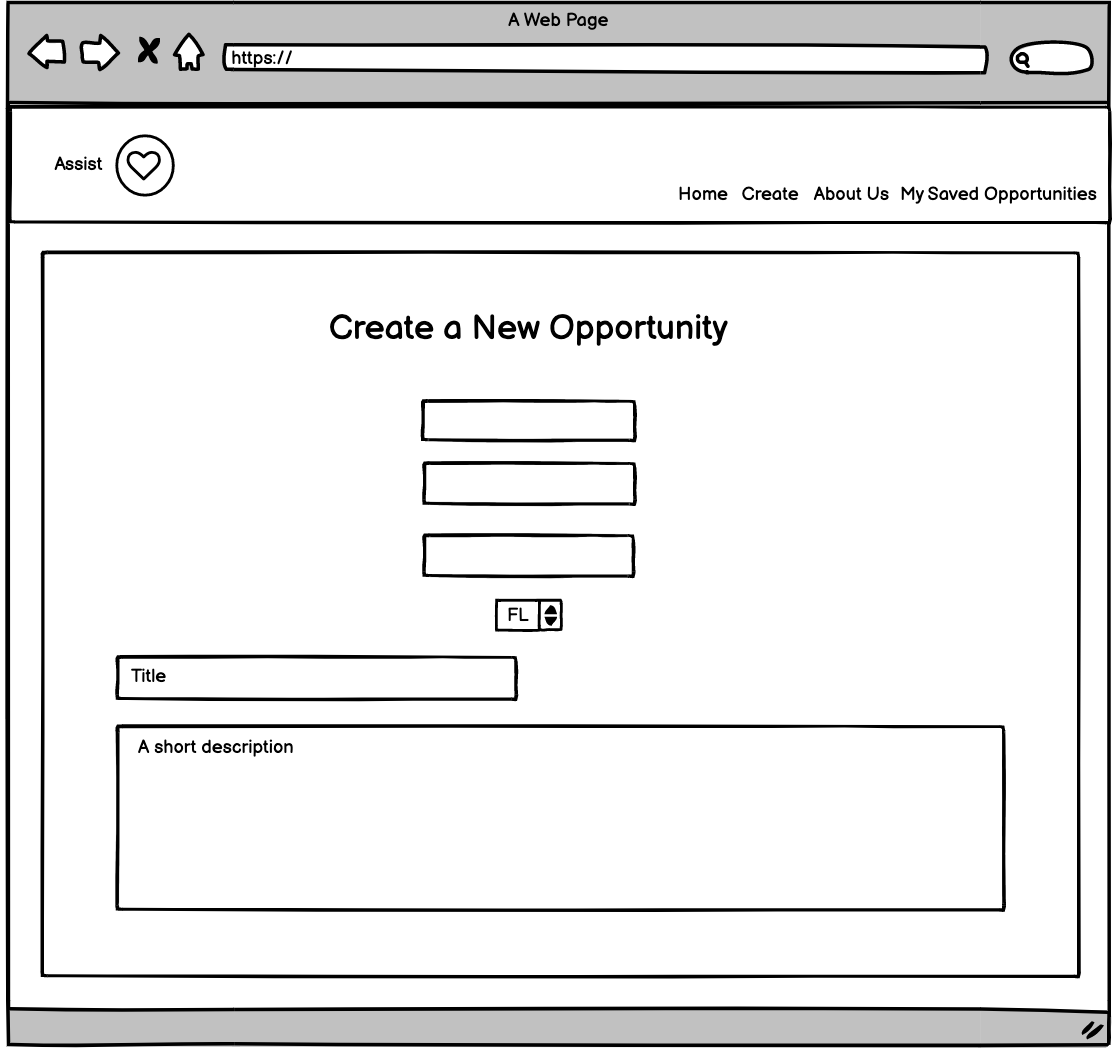 A Web Page
https://
Assist
Home Create About Us My Saved Opportunities
Create a New Opportunity
FL
Title
A short description